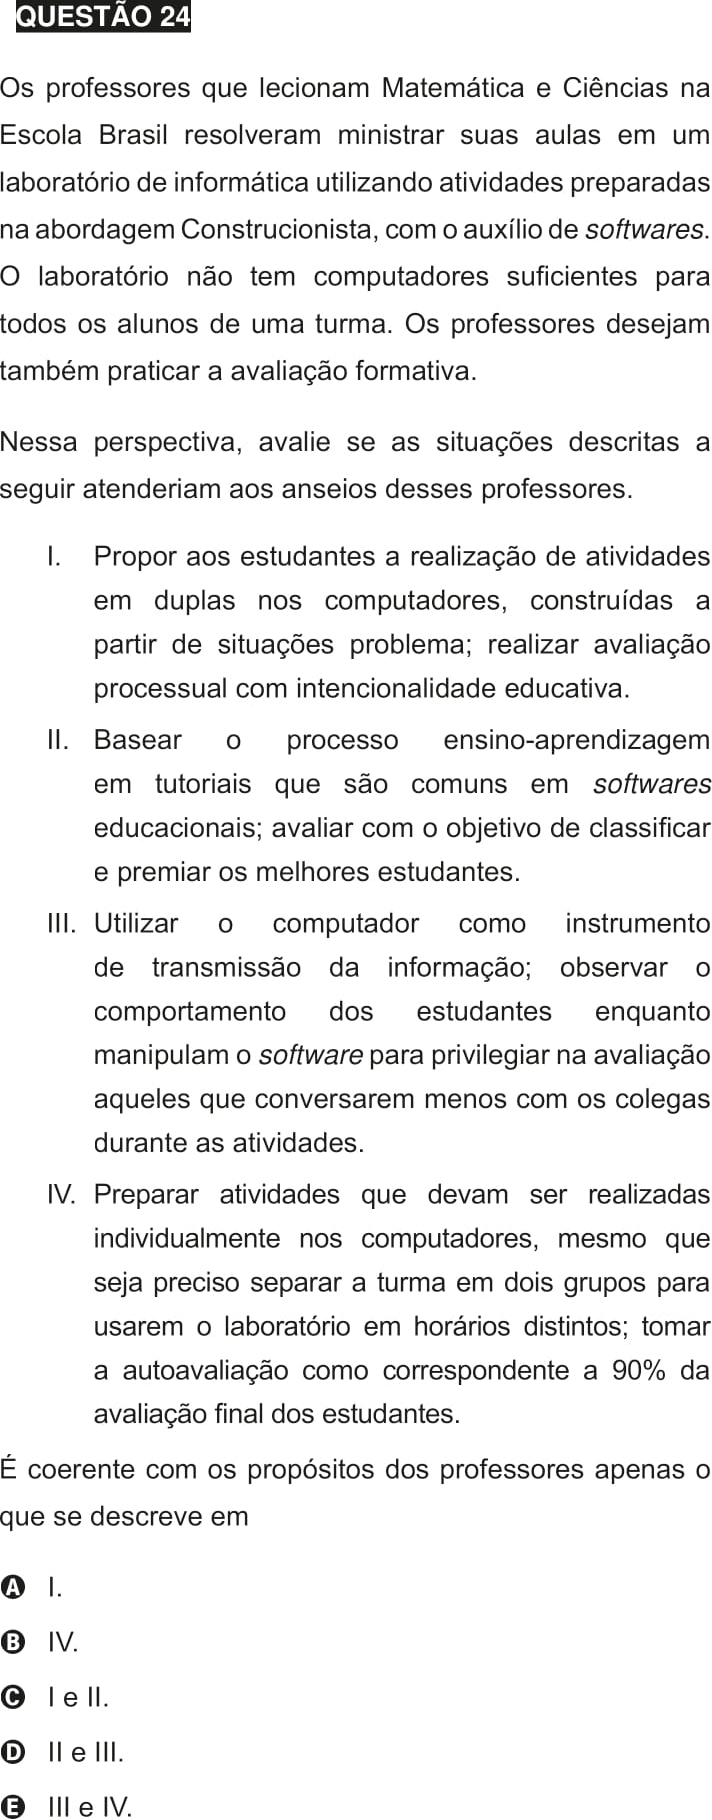 QUESTÃO 24
Os professores que lecionam Matemática e Ciências na
Escola Brasil resolveram ministrar suas aulas em um
laboratório de informática utilizando atividades preparadas
na abordagem Construcionista, com o auxílio de softwares.
O laboratório não tem computadores suficientes para
todos os alunos de uma turma. Os professores desejam
também praticar a avaliação formativa.
Nessa perspectiva, avalie se as situações descritas a
seguir atenderiam aos anseios desses professores.
I. Propor aos estudantes a realização de atividades
em duplas nos computadores, construídas a
partir de situações problema; realizar avaliação
processual com intencionalidade educativa.
II. Basear o processo ensino-aprendizagem
em tutoriais que são comuns em softwares
educacionais; avaliar com o objetivo de classificar
e premiar os melhores estudantes.
III. Utilizar o computador como instrumento
de transmissão da informação; observar o
comportamento dos estudantes enquanto
manipulam o software para privilegiar na avaliação
aqueles que conversarem menos com os colegas
durante as atividades.
IV. Preparar atividades que devam ser realizadas
individualmente nos computadores, mesmo que
seja preciso separar a turma em dois grupos para
usarem o laboratório em horários distintos; tomar
a autoavaliação como correspondente a 90% da
avaliação final dos estudantes.
É coerente com os propósitos dos professores apenas o
que se descreve em
A I.
B IV.
C I e II.
D II e III.
E III e IV.